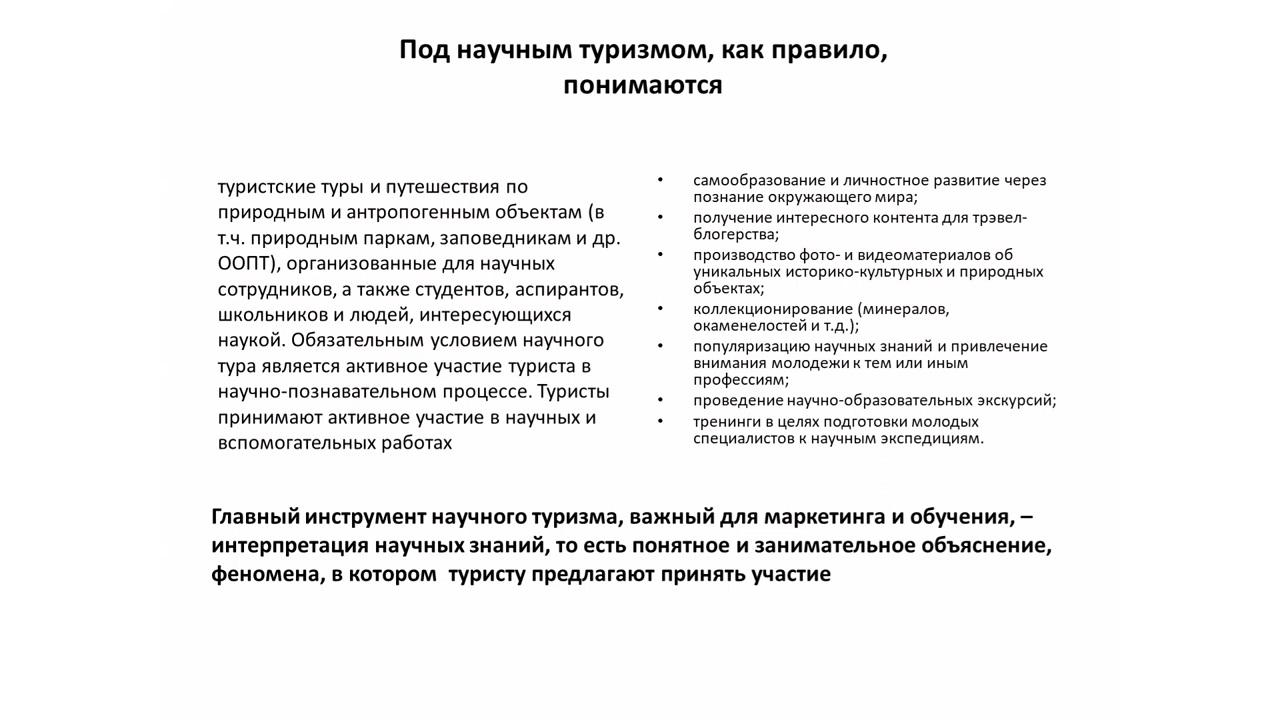 Под научным туризмом, как правило,
понимаются
туристские туры и путешествия по
природным и антропогенным объектам (в
т.ч. природным паркам, заповедникам и др.
ООПТ), организованные для научных
сотрудников, а также студентов, аспирантов,
школьников и людей, интересующихся
наукой. Обязательным условием научного
тура является активное участие туриста в
научно-познавательном процессе. Туристы
принимают активное участие в научных и
вспомогательных работах
• самообразование и личностное развитие через
познание окружающего мира;
• получение интересного контента для трэвел-
блогерства;
• производство фото- и видеоматериалов об
уникальных историко-культурных и природных
объектах;
• коллекционирование (минералов,
окаменелостей и т.д.);
• популяризацию научных знаний и привлечение
внимания молодежи к тем или иным
профессиям;
• проведение научно-образовательных экскурсий;
• тренинги в целях подготовки молодых
специалистов к научным экспедициям.
Главный инструмент научного туризма, важный для маркетинга и обучения, –
интерпретация научных знаний, то есть понятное и занимательное объяснение,
феномена, в котором  туристу предлагают принять участие